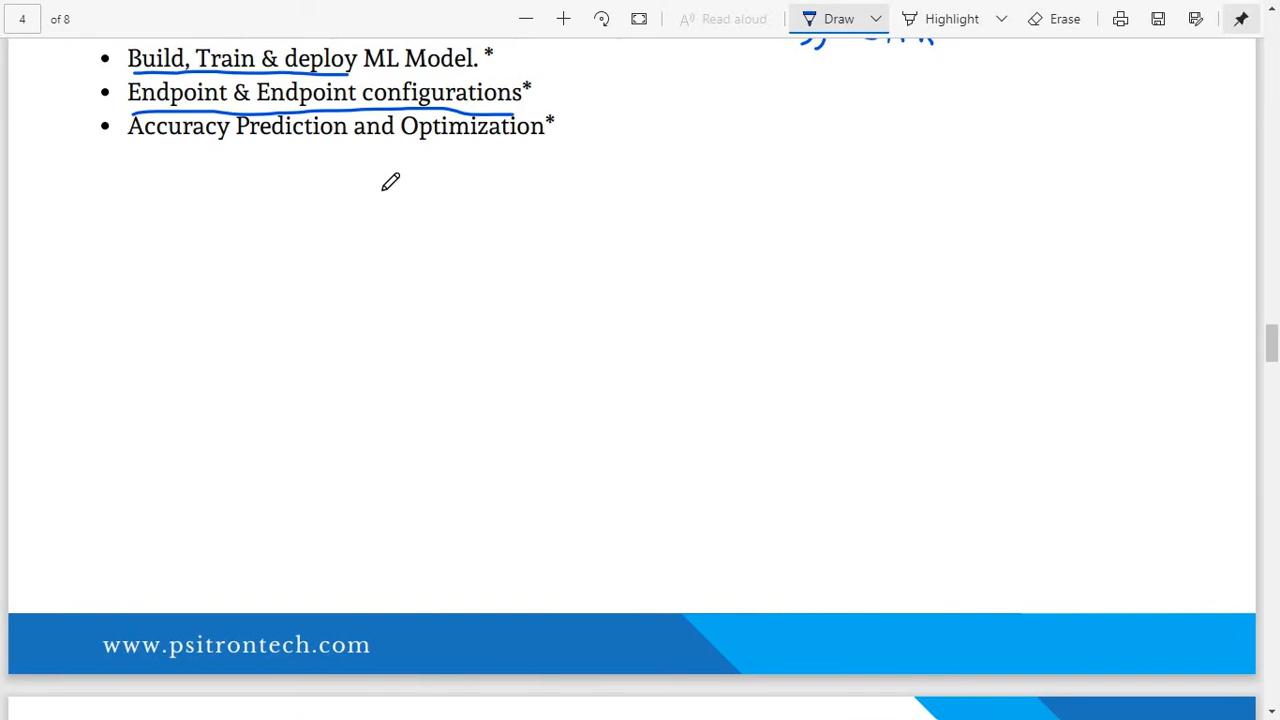 4 of 8 Read aloud Draw Highlight Erase
• Build, Train & deploy ML Model. *
• Endpoint & Endpoint configurations*
• Accuracy Prediction and Optimization*
www.psitrontech.com